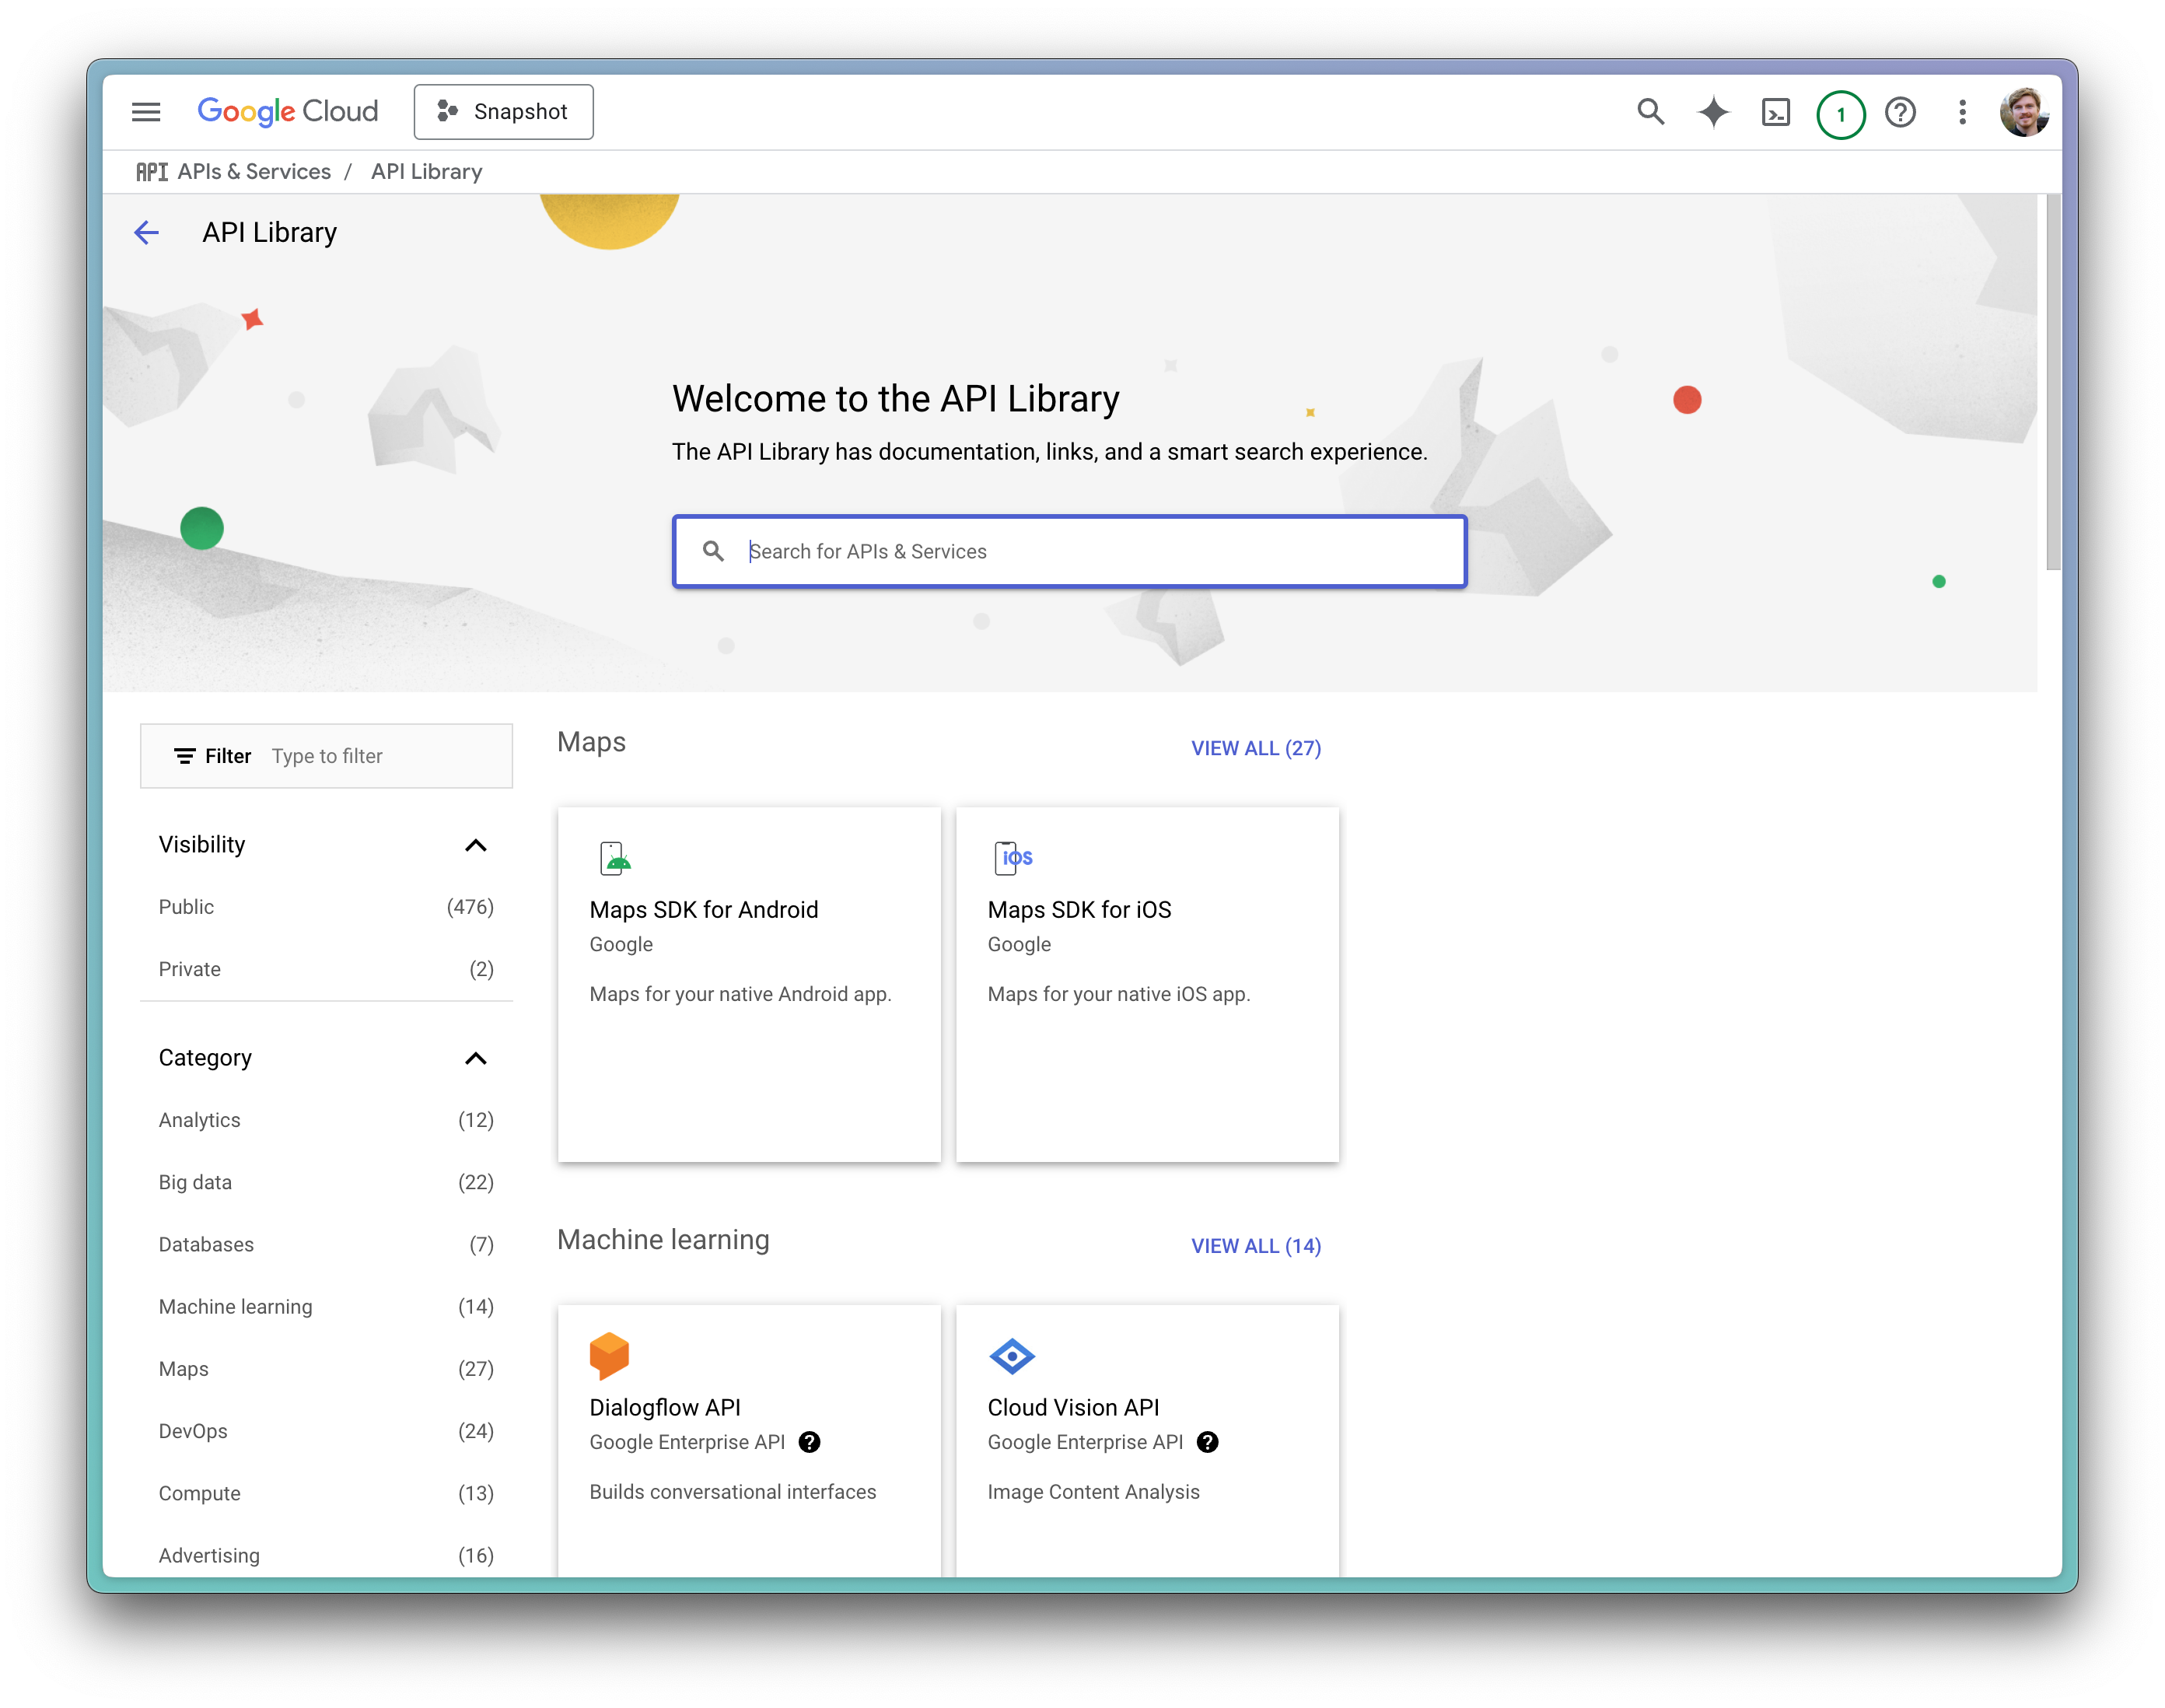 Google Cloud
Snapshot
1
API APIs & Services / API Library
API Library
Welcome to the API Library
The API Library has documentation, links, and a smart search experience.
Search for APIs & Services
Filter Type to filter
Visibility
Public (476)
Private (2)
Category
Analytics (12)
Big data (22)
Databases (7)
Machine learning (14)
Maps (27)
DevOps (24)
Compute (13)
Advertising (16)
Maps
VIEW ALL (27)
Maps SDK for Android
Google
Maps for your native Android app.
iOS
Maps SDK for iOS
Google
Maps for your native iOS app.
Machine learning
VIEW ALL (14)
Dialogflow API
Google Enterprise API
Builds conversational interfaces
Cloud Vision API
Google Enterprise API
Image Content Analysis